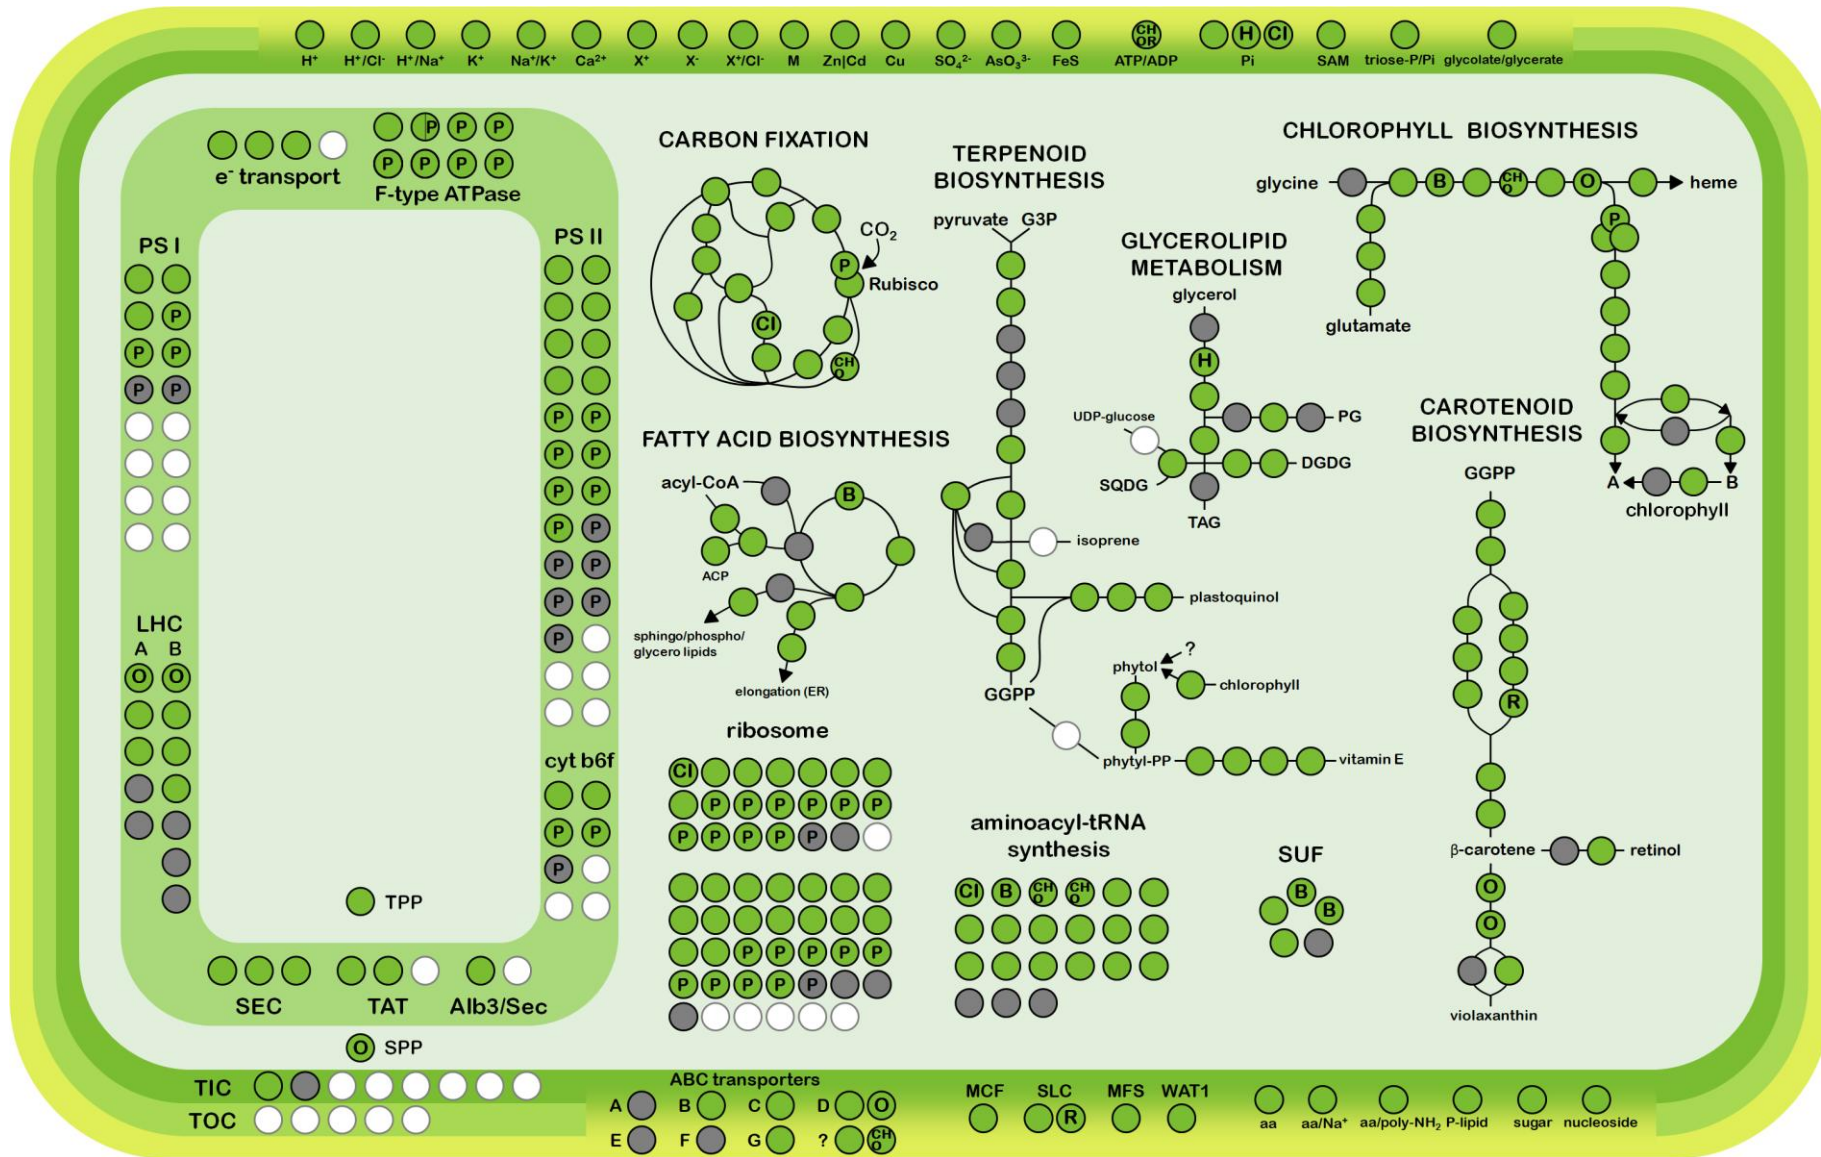 CH OR H Cl
H⁺ H⁺/Cl⁻ H⁺/Na⁺ K⁺ Na⁺/K⁺ Ca²⁺ X⁺ X⁻ X⁺/Cl⁻ M Zn|Cd Cu SO₄²⁻ AsO₃³⁻ FeS ATP/ADP Pi SAM triose-P/Pi glycolate/glycerate
e⁻ transport
P P P
P P P P
F-type ATPase
PS I
P
P P
P P
LHC
A B
O O
PS II
P P
P P
P P
P P
P P
P P
P
cyt b6f
P P
P
TPP
SEC TAT Alb3/Sec
O SPP
TIC
TOC
CARBON FIXATION
CO₂
P
Rubisco
Cl
CH O
FATTY ACID BIOSYNTHESIS
acyl-CoA
B
ACP
sphingo/phospho/
glycero lipids
elongation (ER)
ribosome
Cl
P P P P P P
P P P P P
P P P P P
P P P P P
TERPENOID
BIOSYNTHESIS
pyruvate G3P
isoprene
plastoquinol
GGPP
phytol ?
chlorophyll
phytyl-PP vitamin E
GLYCEROLIPID
METABOLISM
glycerol
H
PG
UDP-glucose
DGDG
SQDG
TAG
CHLOROPHYLL BIOSYNTHESIS
glycine B CH O O heme
P
glutamate
A B
chlorophyll
CAROTENOID
BIOSYNTHESIS
GGPP
R
β-carotene retinol
O
O
violaxanthin
aminoacyl-tRNA
synthesis
Cl B CH O CH O
SUF
B
B
ABC transporters
A B C D O
E F G ? CH O
MCF SLC MFS WAT1
R
aa aa/Na⁺ aa/poly-NH₂ P-lipid sugar nucleoside